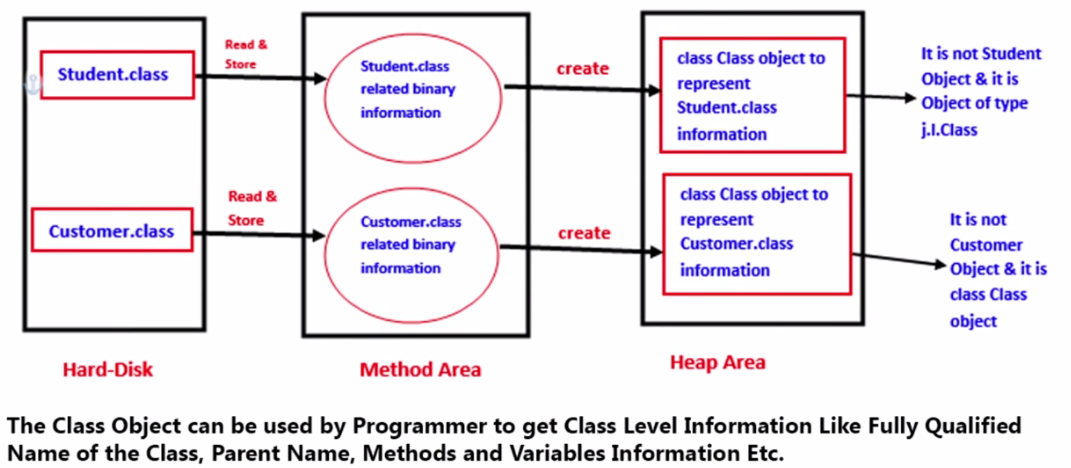 Student.class
Read &
Store
Student.class
related binary
information
create
class Class object to
represent
Student.class
information
It is not Student
Object & it is
Object of type
j.l.Class
Customer.class
Read &
Store
Customer.class
related binary
information
create
class Class object to
represent
Customer.class
information
It is not
Customer
Object & it is
class Class
object
Hard-Disk
Method Area
Heap Area
The Class Object can be used by Programmer to get Class Level Information Like Fully Qualified
Name of the Class, Parent Name, Methods and Variables Information Etc.